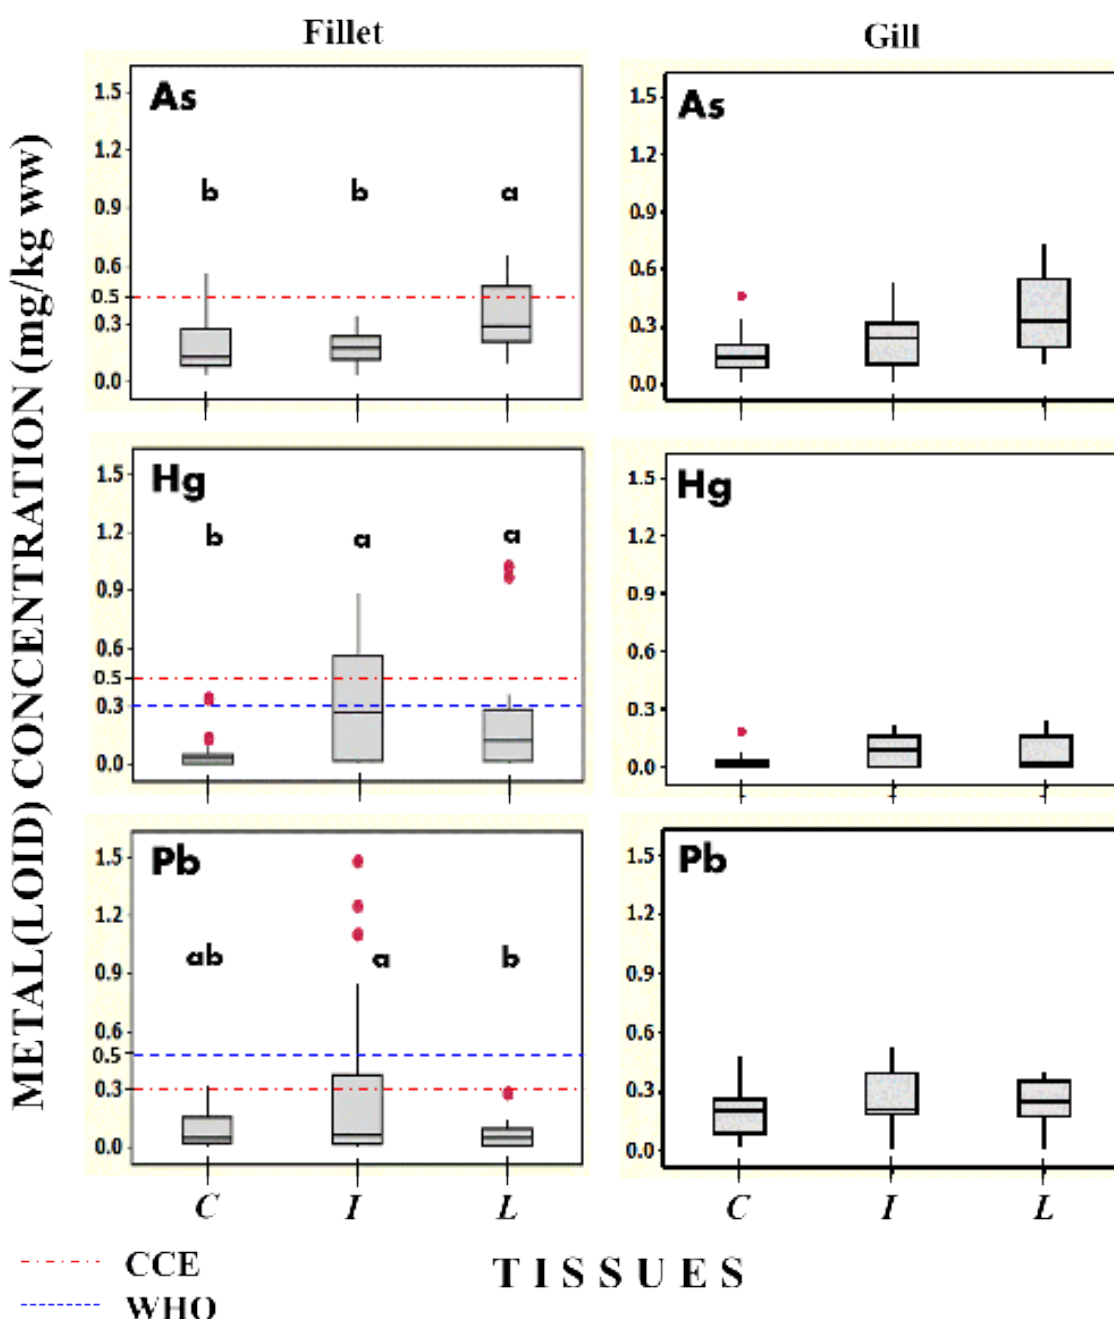 Fillet
Gill
METAL(LOID) CONCENTRATION (mg/kg ww)
As
1.5
1.2
0.9
0.6
0.5
0.3
0.0
b b a
As
1.5
1.2
0.9
0.6
0.3
0.0
Hg
1.5
1.2
0.9
0.6
0.5
0.3
0.0
b a a
Hg
1.5
1.2
0.9
0.6
0.3
0.0
Pb
1.5
1.2
0.9
0.6
0.5
0.3
0.0
ab a b
Pb
1.5
1.2
0.9
0.6
0.3
0.0
C I L
C I L
TISSUES
CCE
WHO